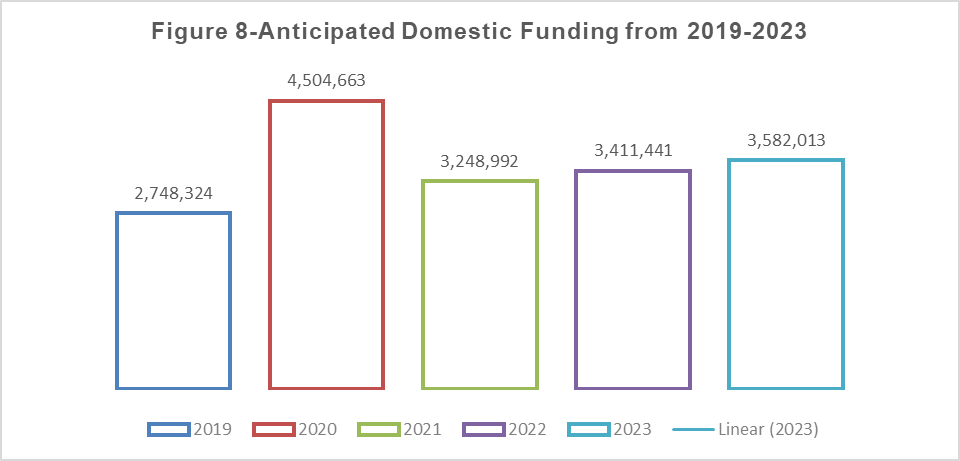 Figure 8-Anticipated Domestic Funding from 2019-2023
4,504,663
3,582,013
3,411,441
3,248,992
2,748,324
2019 2020 2021 2022 2023 Linear (2023)